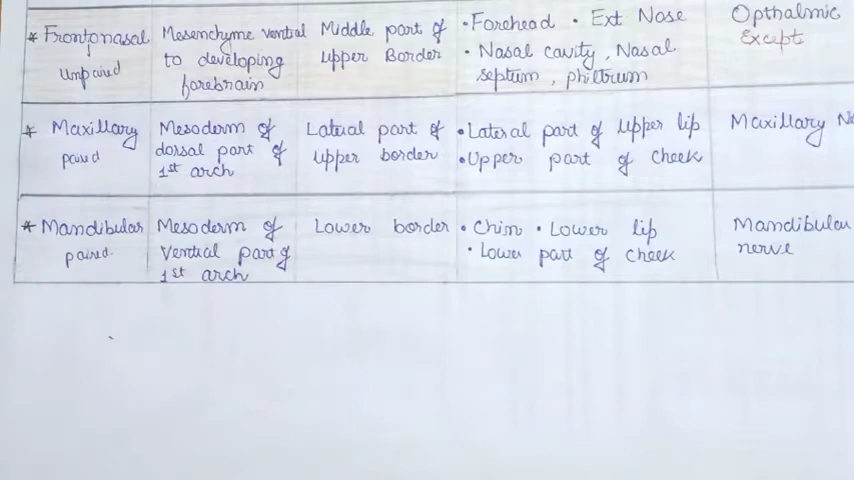 * Frontonasal
Unpaired
Mesenchyme vential
to developing
forebrain
Middle part of
upper Border
• Forehead • Ext Nose
• Nasal cavity, Nasal
septum, philtrum
Opthalmic
Except
* Maxillary
paired
Mesoderm of
dorsal part of
1st arch
Lateral part of
upper border
• Lateral part of upper lip
• Upper part of cheek
Maxillary
* Mandibular
paired
Mesoderm of
Vential part of
1st arch
Lower border
• Chin • Lower lip
• Lower part of cheek
Mandibular
nerve